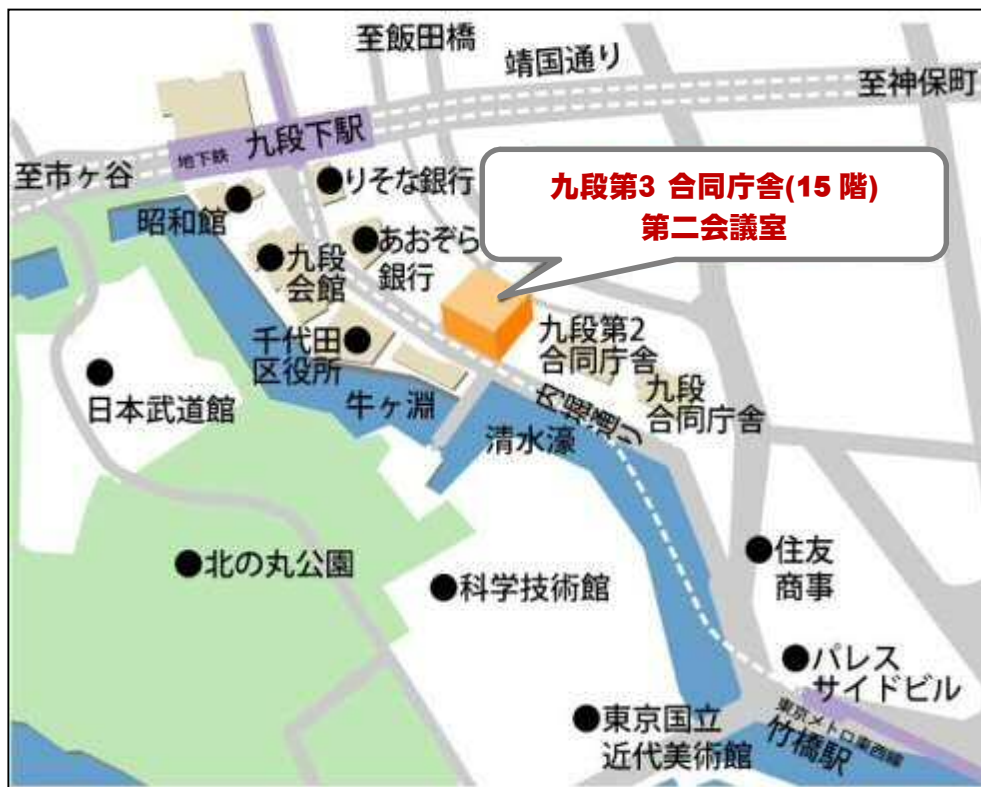 至飯田橋
靖国通り
至神保町
地下鉄 九段下駅
至市ヶ谷
りそな銀行
九段第3 合同庁舎(15 階)
第二会議室
昭和館
あおぞら
銀行
九段
会館
九段第2
合同庁舎
千代田
区役所
九段
合同庁舎
日本武道館
牛ヶ淵
内堀通り
清水濠
北の丸公園
科学技術館
住友
商事
パレス
サイドビル
東京国立
近代美術館
東京メトロ東西線
竹橋駅